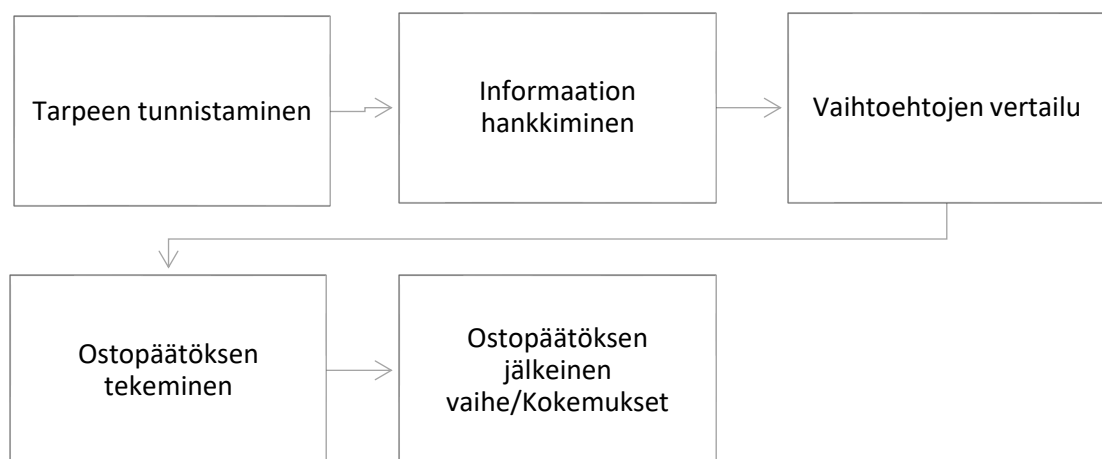 Tarpeen tunnistaminen
Informaation
hankkiminen
Vaihtoehtojen vertailu
Ostopäätöksen
tekeminen
Ostopäätöksen
jälkeinen
vaihe/Kokemukset